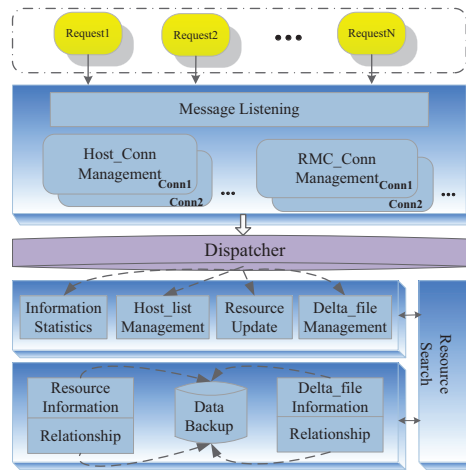 Request1
Request2
RequestN
Message Listening
Host_Conn
Management
Conn1
Conn2
...
RMC_Conn
Management
Conn1
Conn2
...
Dispatcher
Information
Statistics
Host_list
Management
Resource
Update
Delta_file
Management
Resource
Search
Resource
Information
Relationship
Data
Backup
Delta_file
Information
Relationship